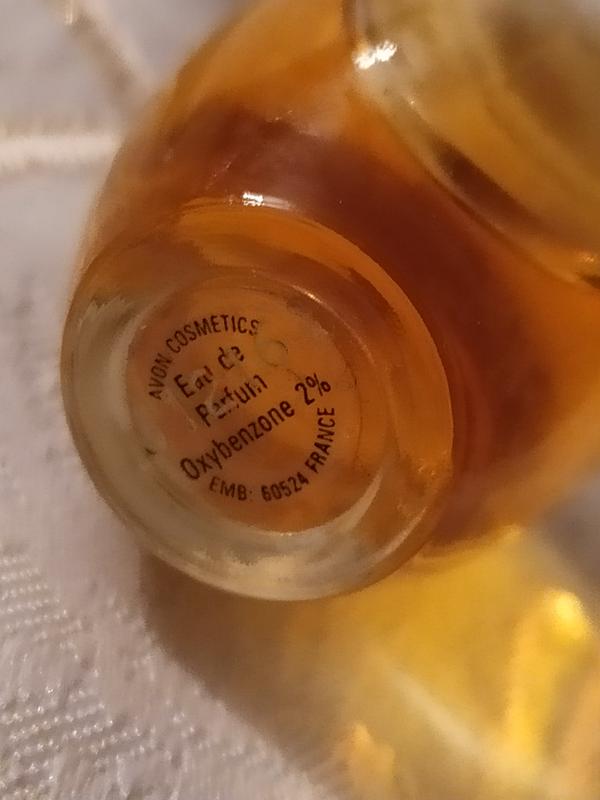 AVON COSMETICS
Eau de
Parfum
Oxybenzone 2%
EMB: 60524 FRANCE